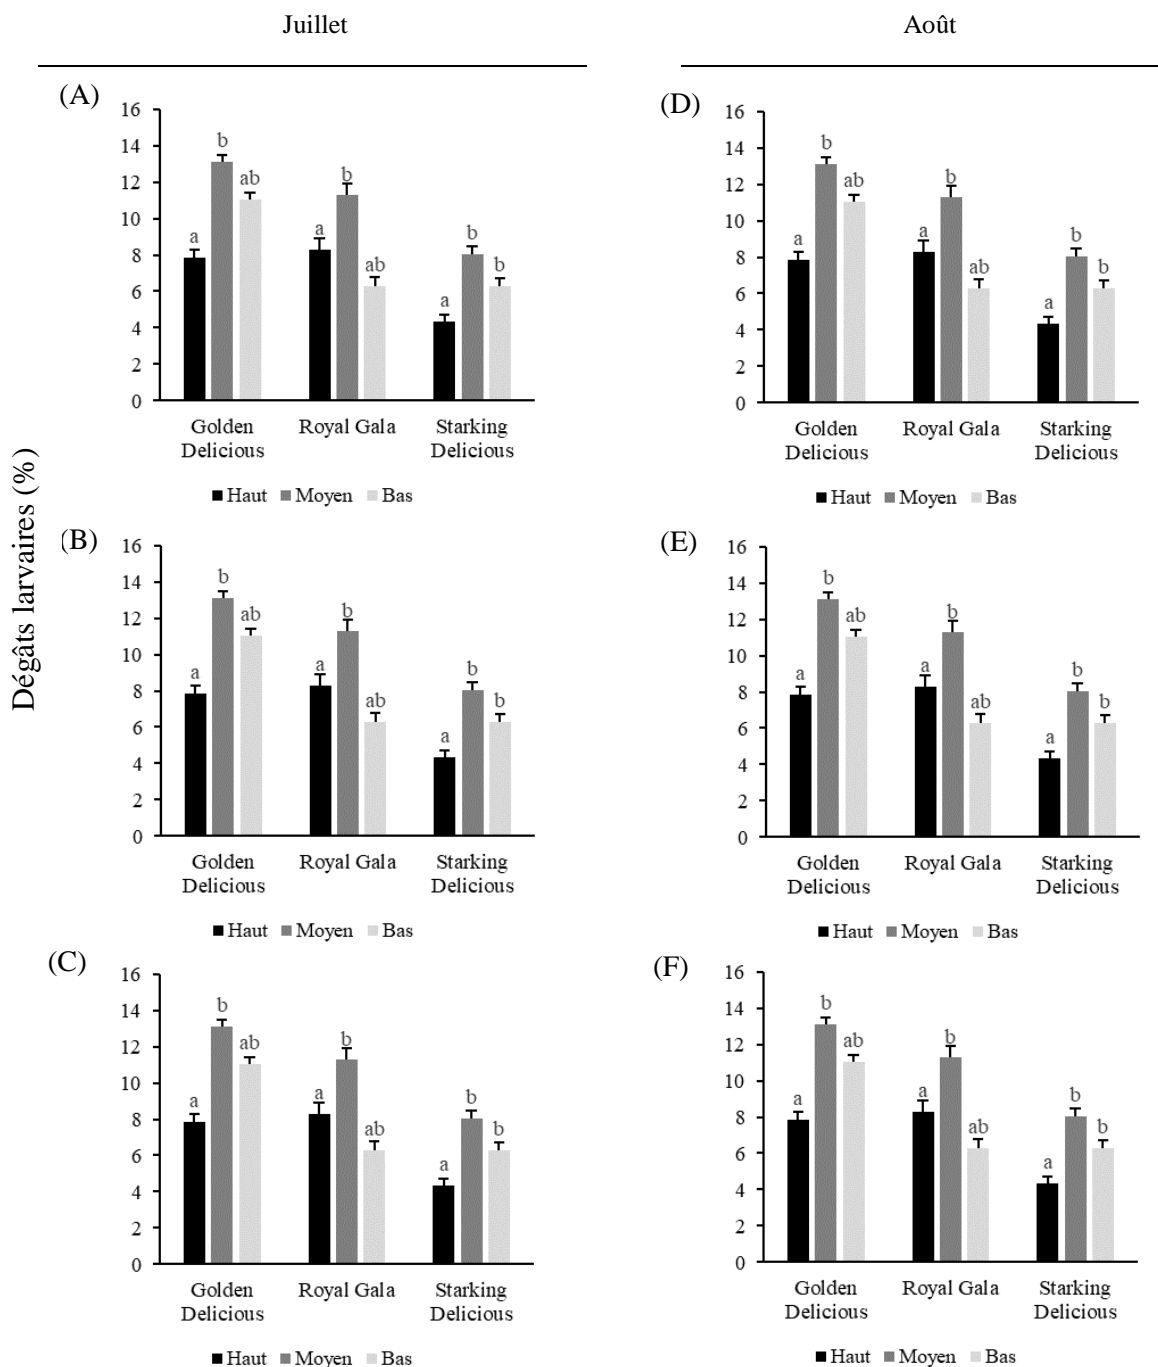 Juillet
Août
Dégâts larvaires (%)
(A)
16
14
12
10
8
6
4
2
0
b
ab
a
a
b
ab
a
b
b
Golden Delicious
Royal Gala
Starking Delicious
Haut Moyen Bas
(D)
16
14
12
10
8
6
4
2
0
b
ab
a
a
b
ab
a
b
b
Golden Delicious
Royal Gala
Starking Delicious
Haut Moyen Bas
(B)
16
14
12
10
8
6
4
2
0
b
ab
a
a
b
ab
a
b
b
Golden Delicious
Royal Gala
Starking Delicious
Haut Moyen Bas
(E)
16
14
12
10
8
6
4
2
0
b
ab
a
a
b
ab
a
b
b
Golden Delicious
Royal Gala
Starking Delicious
Haut Moyen Bas
(C)
16
14
12
10
8
6
4
2
0
b
ab
a
a
b
ab
a
b
b
Golden Delicious
Royal Gala
Starking Delicious
Haut Moyen Bas
(F)
16
14
12
10
8
6
4
2
0
b
ab
a
a
b
ab
a
b
b
Golden Delicious
Royal Gala
Starking Delicious
Haut Moyen Bas